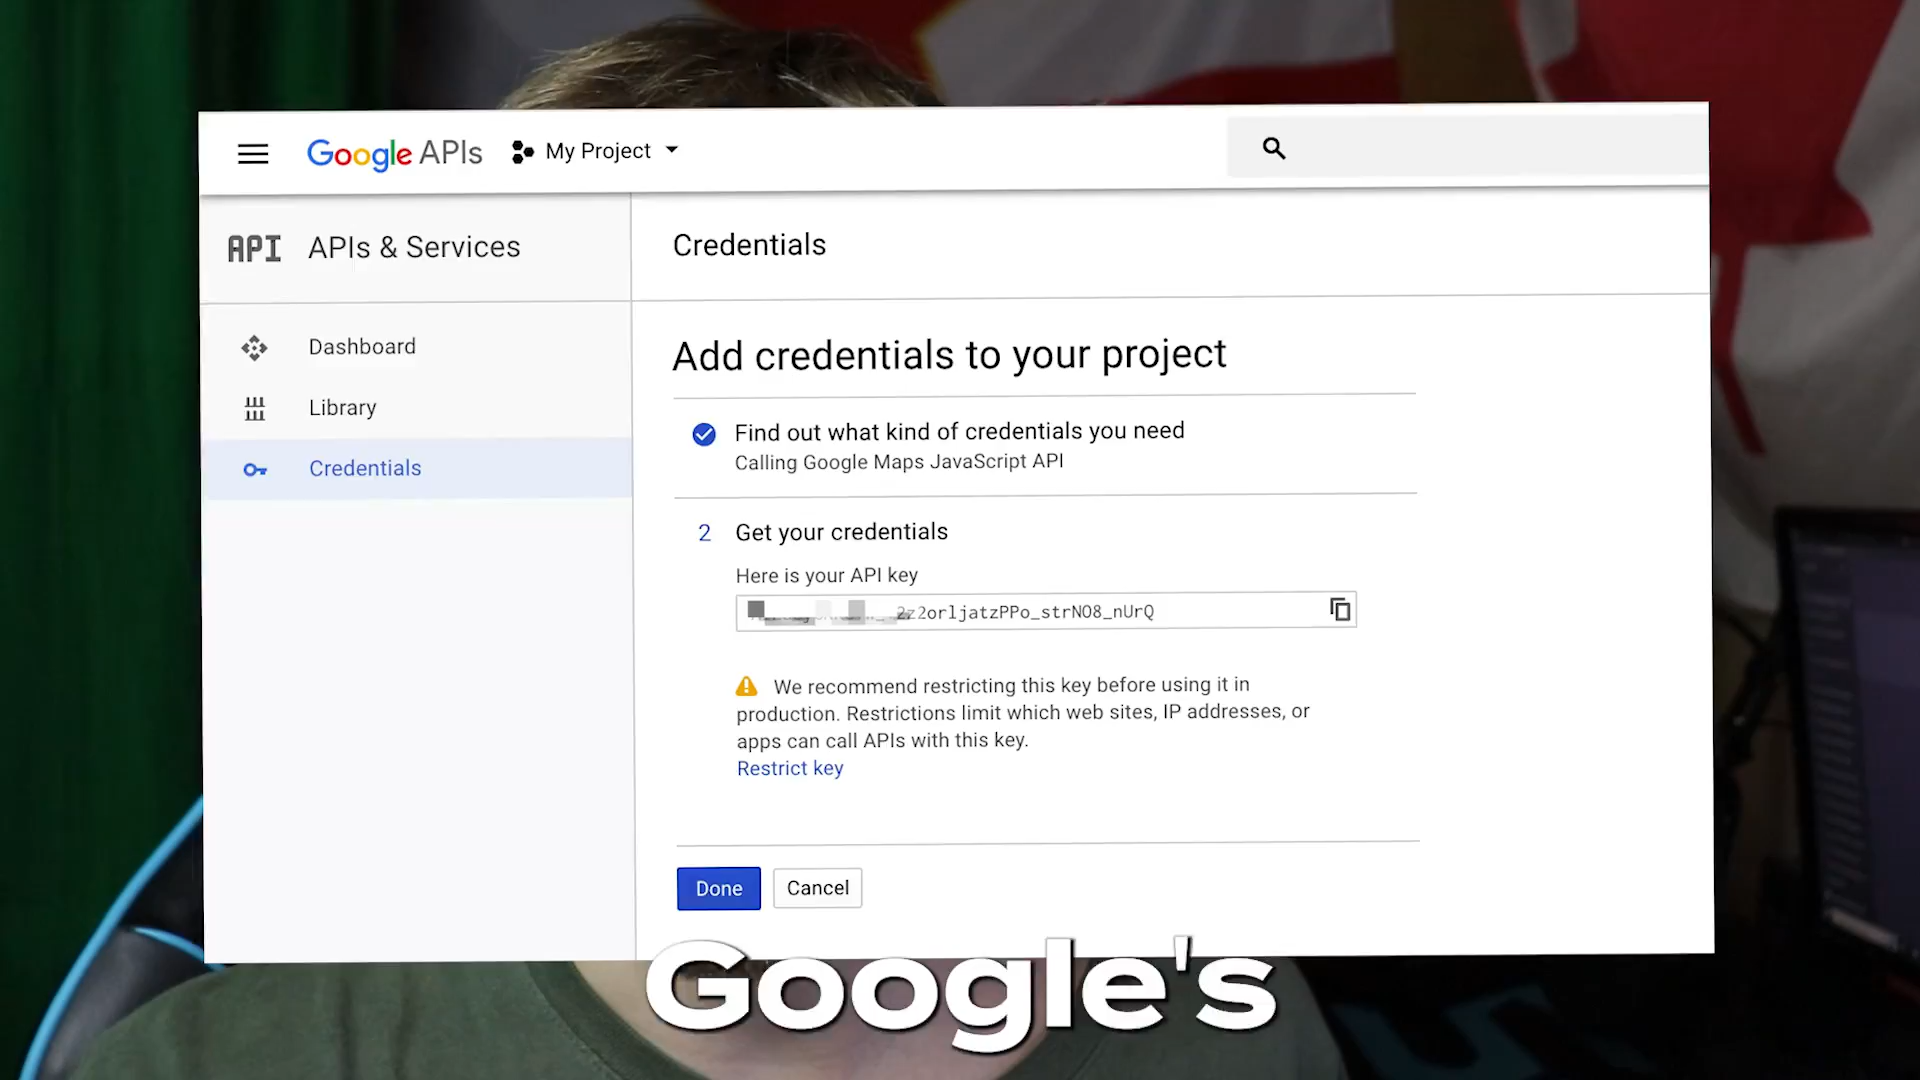 Google APIs My Project
API APIs & Services
Credentials
Dashboard
Library
Credentials
Add credentials to your project
Find out what kind of credentials you need
Calling Google Maps JavaScript API
2 Get your credentials
Here is your API key
2z2orljatzPPo_strNO8_nUrQ
We recommend restricting this key before using it in
production. Restrictions limit which web sites, IP addresses, or
apps can call APIs with this key.
Restrict key
Done Cancel
Google's